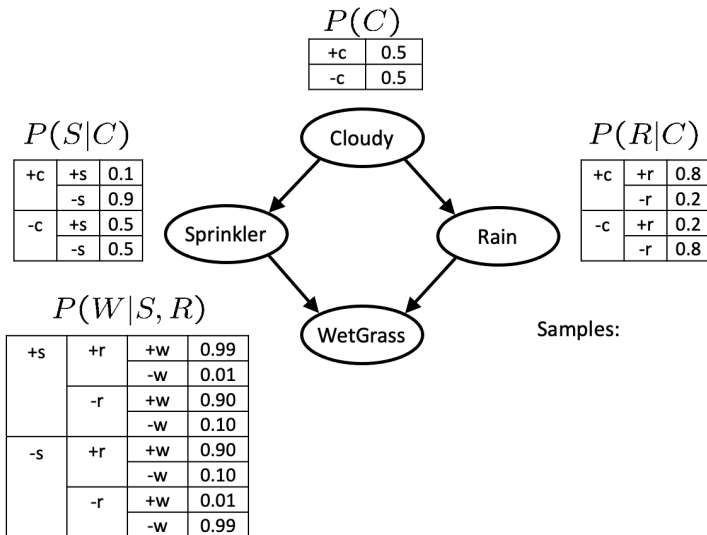 P(C)
+c 0.5
-c 0.5
Cloudy
P(S|C)
+c +s 0.1
-s 0.9
-c +s 0.5
-s 0.5
P(R|C)
+c +r 0.8
-r 0.2
-c +r 0.2
-r 0.8
Sprinkler
Rain
P(W|S, R)
WetGrass
Samples:
+s +r +w 0.99
-w 0.01
-r +w 0.90
-w 0.10
-s +r +w 0.90
-w 0.10
-r +w 0.01
-w 0.99